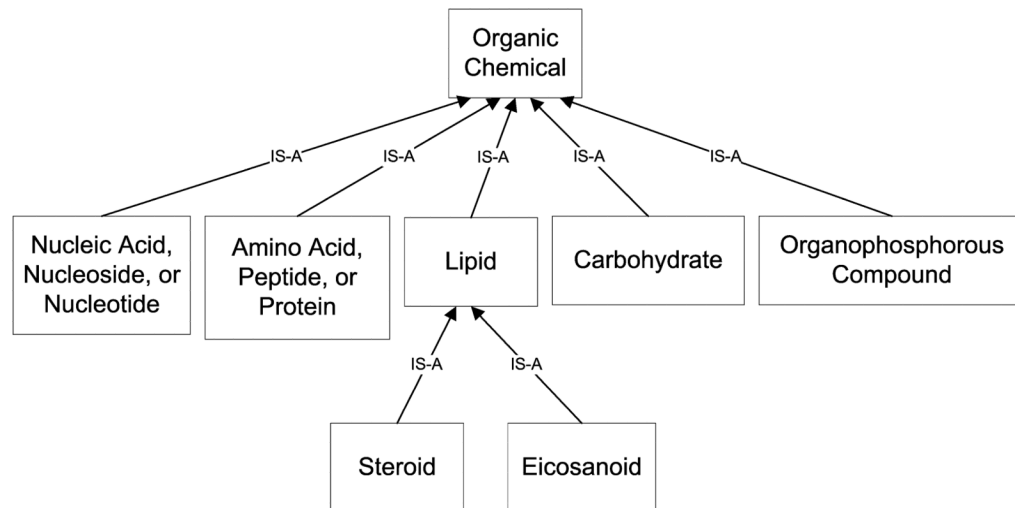 Organic
Chemical
IS-A
IS-A
IS-A
IS-A
IS-A
Nucleic Acid,
Nucleoside, or
Nucleotide
Amino Acid,
Peptide, or
Protein
Lipid
Carbohydrate
Organophosphorous
Compound
IS-A
IS-A
Steroid
Eicosanoid